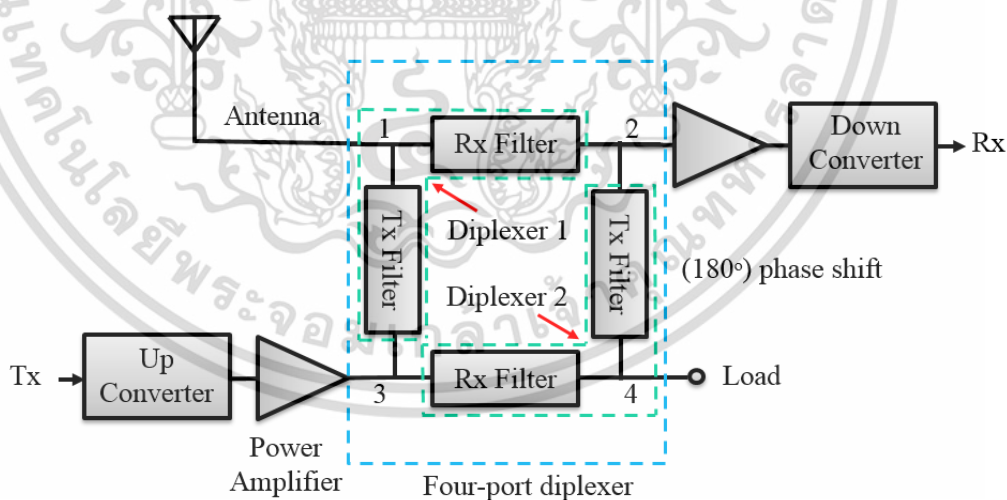 Antenna
1
Rx Filter
2
Down
Converter
Rx
Tx Filter
Diplexer 1
Tx Filter
(180°) phase shift
Diplexer 2
Tx
Up
Converter
3
Rx Filter
4
Load
Power
Amplifier
Four-port diplexer